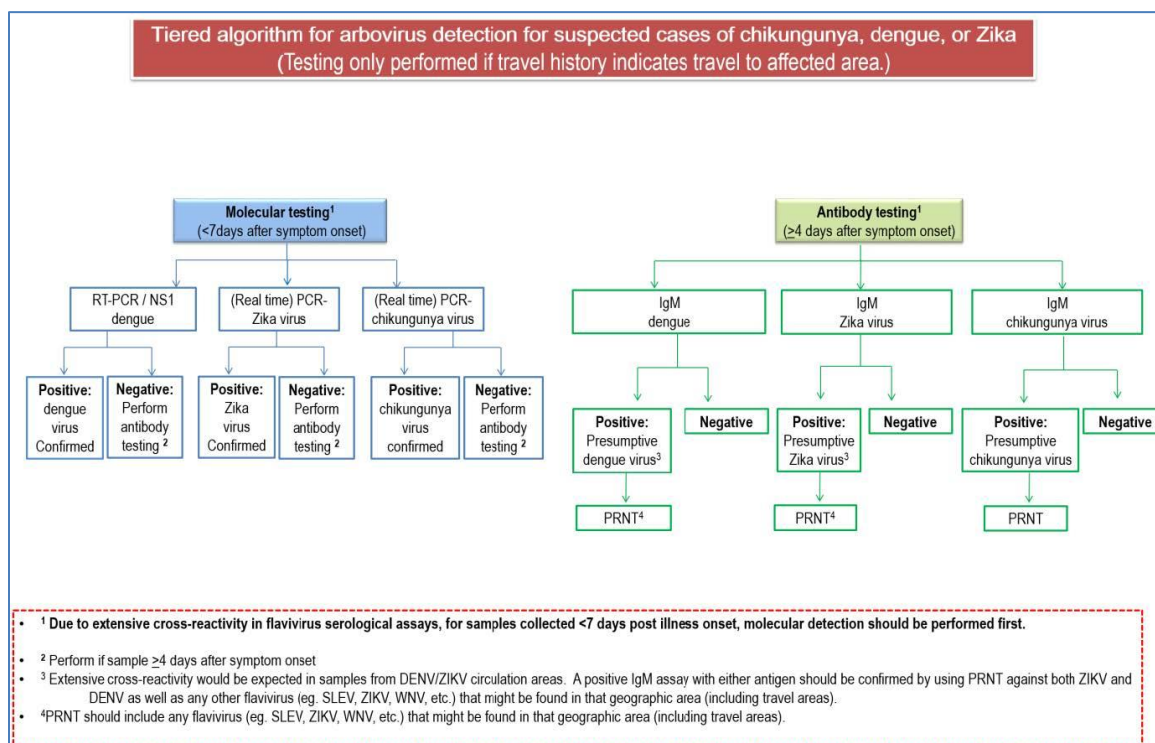 Tiered algorithm for arbovirus detection for suspected cases of chikungunya, dengue, or Zika
(Testing only performed if travel history indicates travel to affected area.)
Molecular testing¹
(<7days after symptom onset)
RT-PCR / NS1
dengue
(Real time) PCR-
Zika virus
(Real time) PCR-
chikungunya virus
Positive:
dengue
virus
Confirmed
Negative:
Perform
antibody
testing ²
Positive:
Zika
virus
Confirmed
Negative:
Perform
antibody
testing ²
Positive:
chikungunya
virus
confirmed
Negative:
Perform
antibody
testing ²
Antibody testing¹
(≥4 days after symptom onset)
IgM
dengue
IgM
Zika virus
IgM
chikungunya virus
Positive:
Presumptive
dengue virus³
Negative
Positive:
Presumptive
Zika virus³
Negative
Positive:
Presumptive
chikungunya virus
Negative
PRNT⁴
PRNT⁴
PRNT
• ¹ Due to extensive cross-reactivity in flavivirus serological assays, for samples collected <7 days post illness onset, molecular detection should be performed first.
• ² Perform if sample ≥4 days after symptom onset
• ³ Extensive cross-reactivity would be expected in samples from DENV/ZIKV circulation areas. A positive IgM assay with either antigen should be confirmed by using PRNT against both ZIKV and
DENV as well as any other flavivirus (eg. SLEV, ZIKV, WNV, etc.) that might be found in that geographic area (including travel areas).
• ⁴PRNT should include any flavivirus (eg. SLEV, ZIKV, WNV, etc.) that might be found in that geographic area (including travel areas).